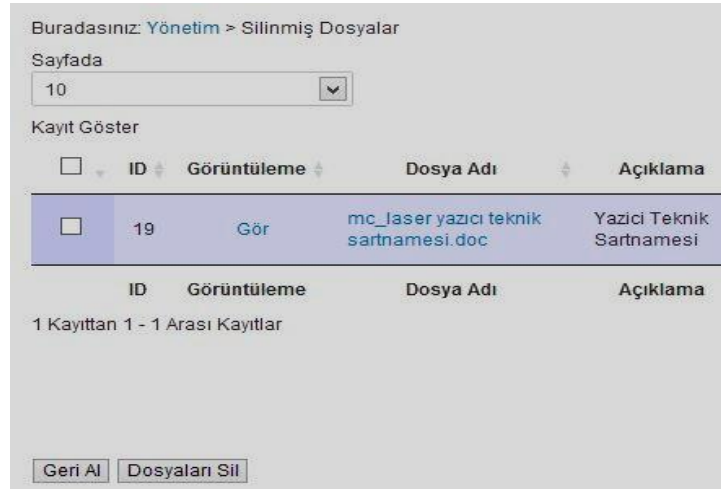 Buradasınız: Yönetim > Silinmiş Dosyalar
Sayfada
10
Kayıt Göster
ID Görüntüleme Dosya Adı Açıklama
19 Gör mc_laser yazıcı teknik sartnamesi.doc Yazici Teknik Sartnamesi
ID Görüntüleme Dosya Adı Açıklama
1 Kayıttan 1 - 1 Arası Kayıtlar
Geri Al Dosyaları Sil